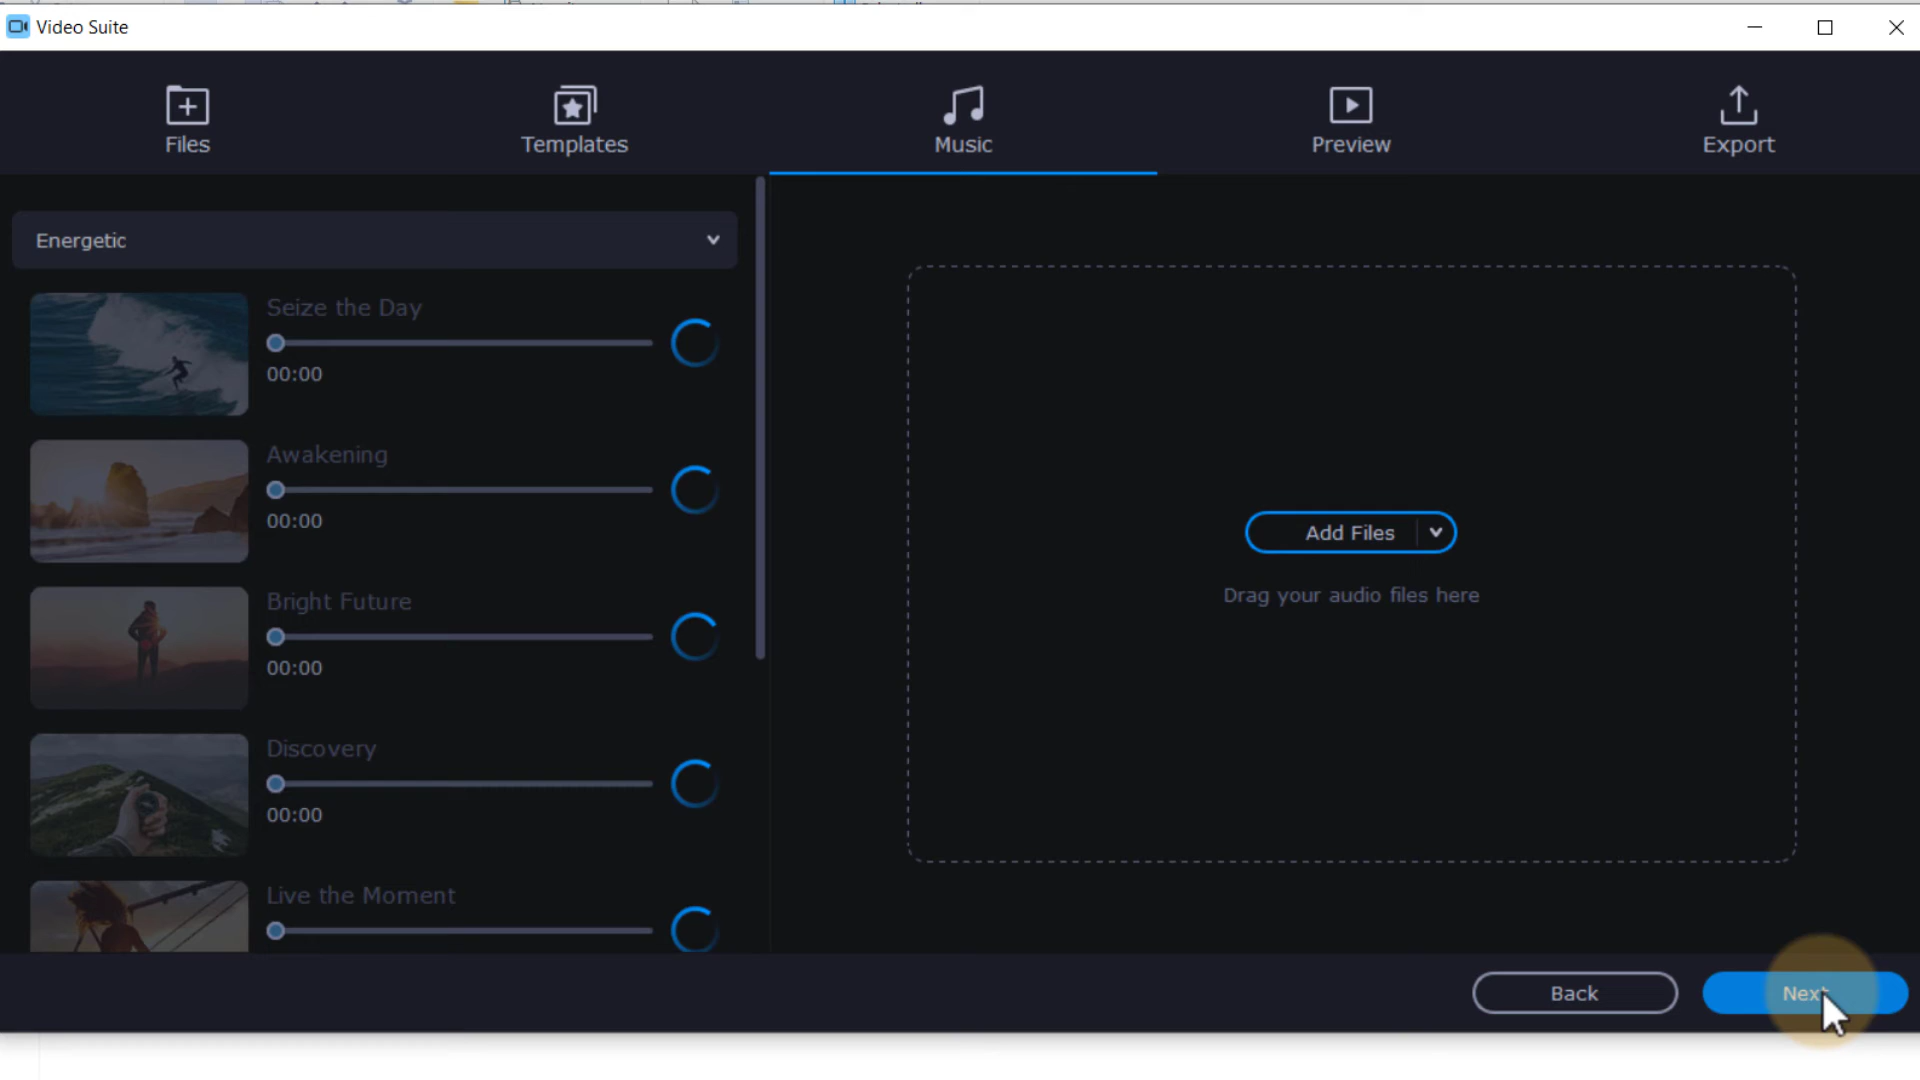 Video Suite
Files
Templates
Music
Preview
Export
Energetic
Seize the Day
00:00
Awakening
00:00
Bright Future
00:00
Discovery
00:00
Live the Moment
Add Files
Drag your audio files here
Back
Next